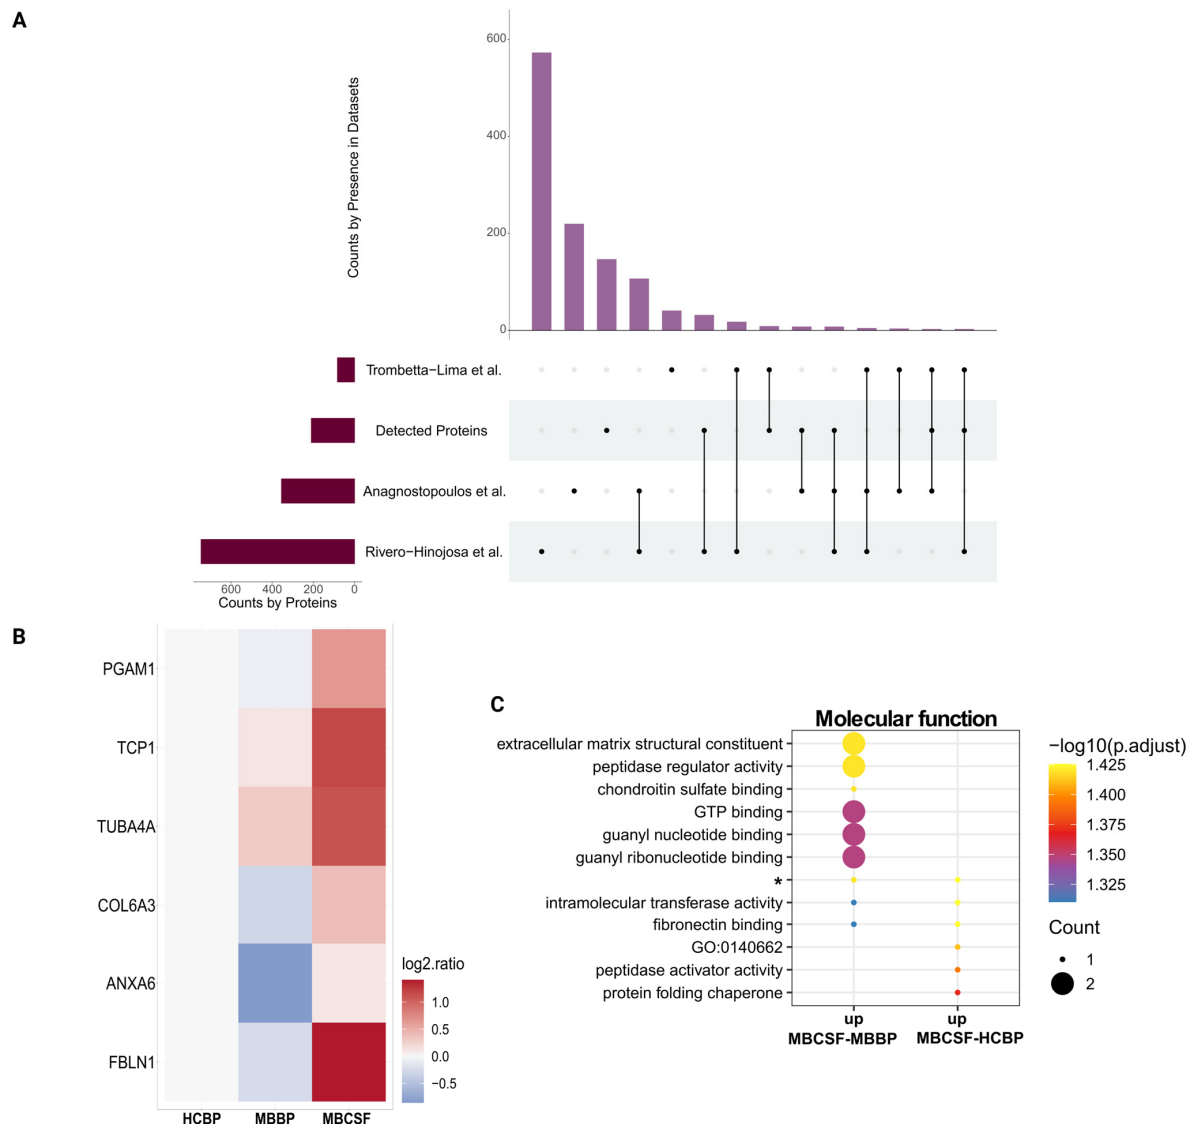 A
Counts by Presence in Datasets
600
400
200
0
Trombetta−Lima et al.
Detected Proteins
Anagnostopoulos et al.
Rivero−Hinojosa et al.
600 400 200 0
Counts by Proteins
B
PGAM1
TCP1
TUBA4A
COL6A3
ANXA6
FBLN1
HCBP MBBP MBCSF
log2.ratio
1.0
0.5
0.0
−0.5
C
Molecular function
extracellular matrix structural constituent
peptidase regulator activity
chondroitin sulfate binding
GTP binding
guanyl nucleotide binding
guanyl ribonucleotide binding
*
intramolecular transferase activity
fibronectin binding
GO:0140662
peptidase activator activity
protein folding chaperone
up
MBCSF-MBBP
up
MBCSF-HCBP
−log10(p.adjust)
1.425
1.400
1.375
1.350
1.325
Count
1
2